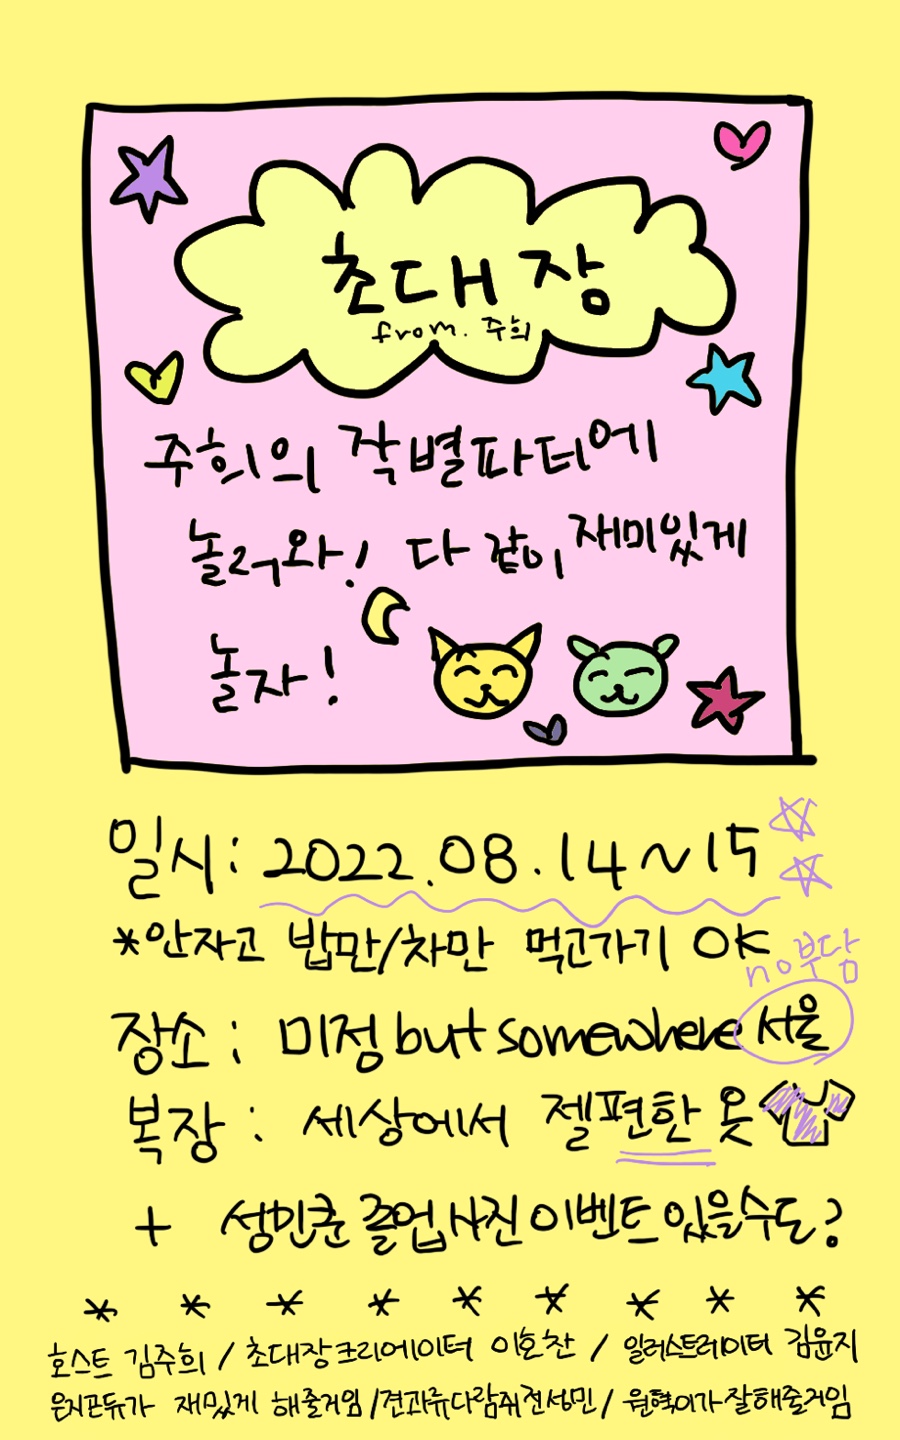 초대장
from. 주희
주희의 작별파티에
놀러와! 다 같이 재미있게
놀자!
일시: 2022.08.14~15
*안자고 밥만/차만 먹고가기 OK
no부담
장소: 미정 but somewhere 서울
복장: 세상에서 젤편한 옷
+ 성민쿤 졸업사진 이벤트 있을수도?
* * * * * * * * *
호스트 김주희 / 초대장크리에이터 이호찬 / 일러스트레이터 김윤지
윤지곤듀가 재밌게 해줄거임/견과류다람쥐전성민/ 원혁이가잘해줄거임